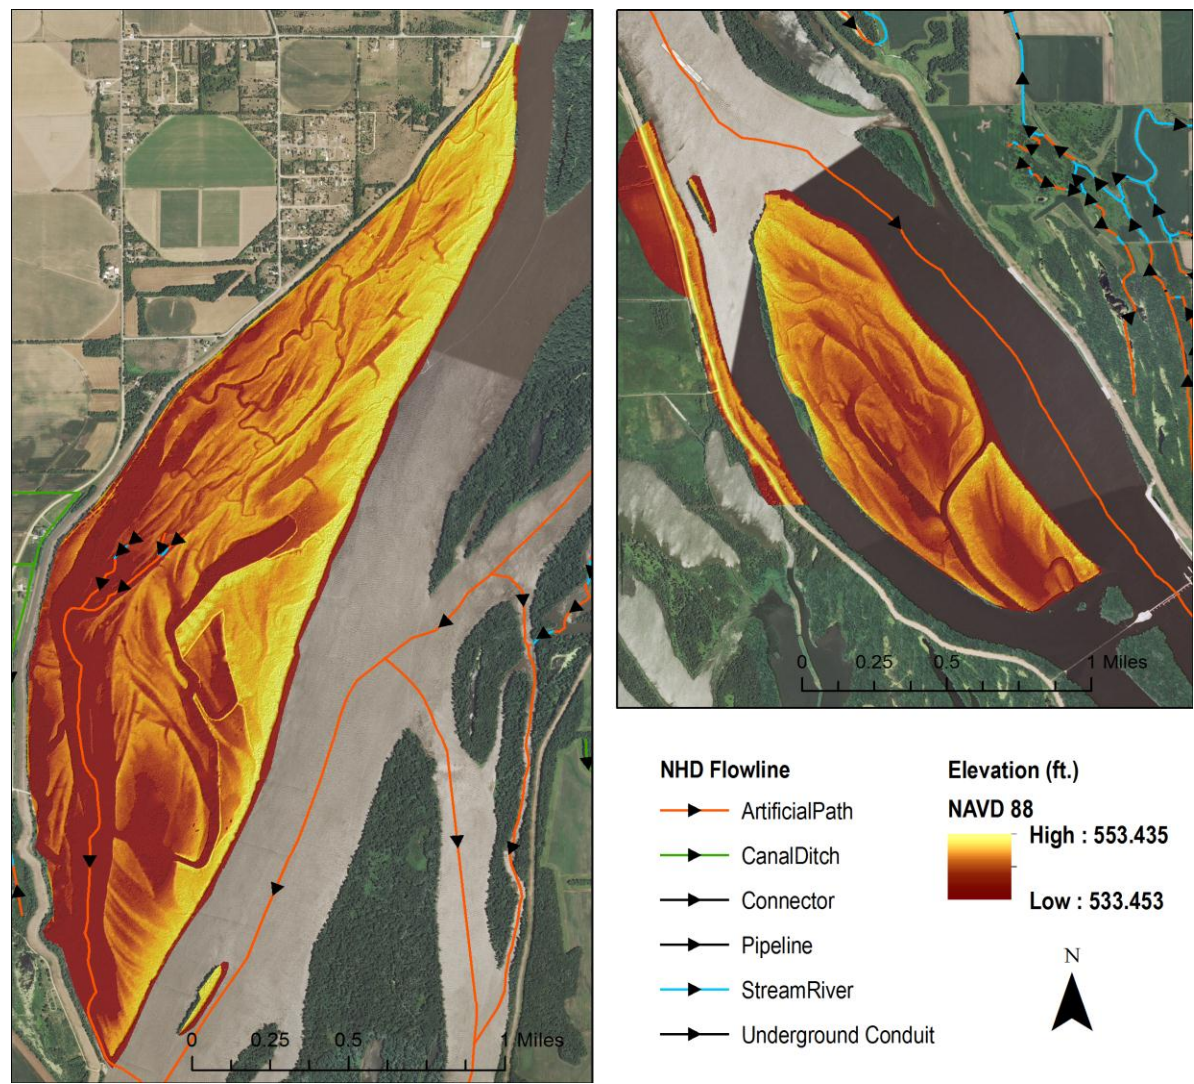 0 0.25 0.5 1 Miles
0 0.25 0.5 1 Miles
NHD Flowline
ArtificialPath
CanalDitch
Connector
Pipeline
StreamRiver
Underground Conduit
Elevation (ft.)
NAVD 88
High : 553.435
Low : 533.453
N